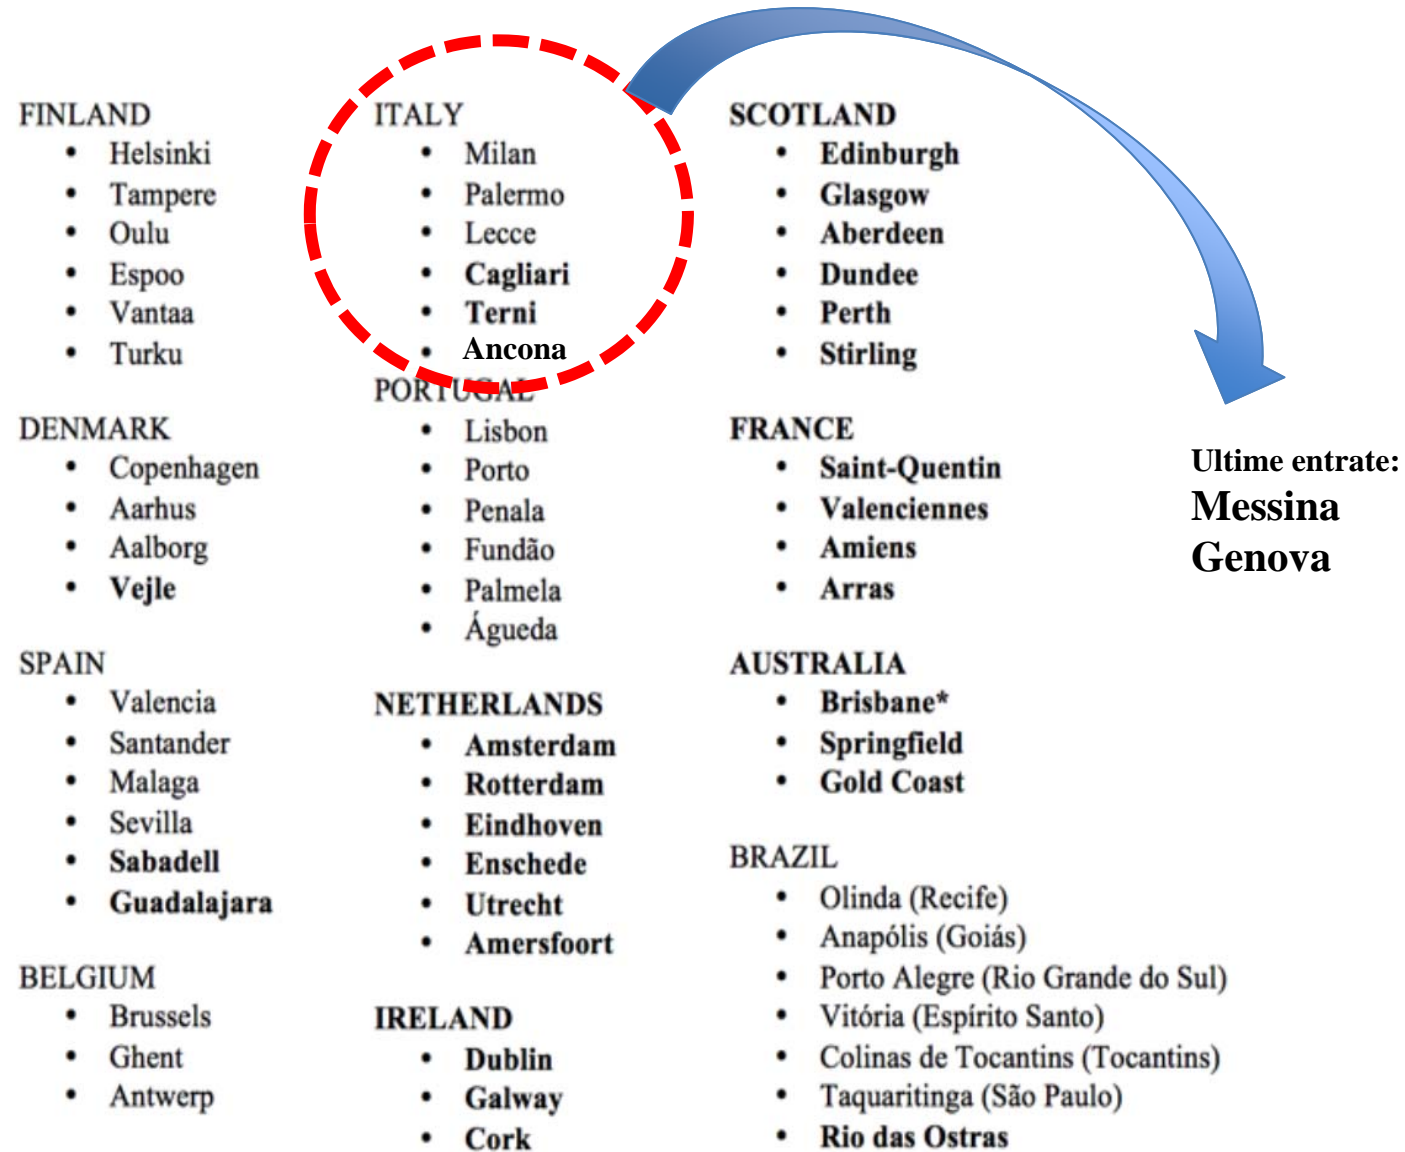 FINLAND
• Helsinki
• Tampere
• Oulu
• Espoo
• Vantaa
• Turku
DENMARK
• Copenhagen
• Aarhus
• Aalborg
• Vejle
SPAIN
• Valencia
• Santander
• Malaga
• Sevilla
• Sabadell
• Guadalajara
BELGIUM
• Brussels
• Ghent
• Antwerp
ITALY
• Milan
• Palermo
• Lecce
• Cagliari
• Terni
• Ancona
PORTUGAL
• Lisbon
• Porto
• Penala
• Fundão
• Palmela
• Águeda
NETHERLANDS
• Amsterdam
• Rotterdam
• Eindhoven
• Enschede
• Utrecht
• Amersfoort
IRELAND
• Dublin
• Galway
• Cork
SCOTLAND
• Edinburgh
• Glasgow
• Aberdeen
• Dundee
• Perth
• Stirling
FRANCE
• Saint-Quentin
• Valenciennes
• Amiens
• Arras
AUSTRALIA
• Brisbane*
• Springfield
• Gold Coast
BRAZIL
• Olinda (Recife)
• Anapólis (Goiás)
• Porto Alegre (Rio Grande do Sul)
• Vitória (Espírito Santo)
• Colinas de Tocantins (Tocantins)
• Taquaritinga (São Paulo)
• Rio das Ostras
Ultime entrate:
Messina
Genova